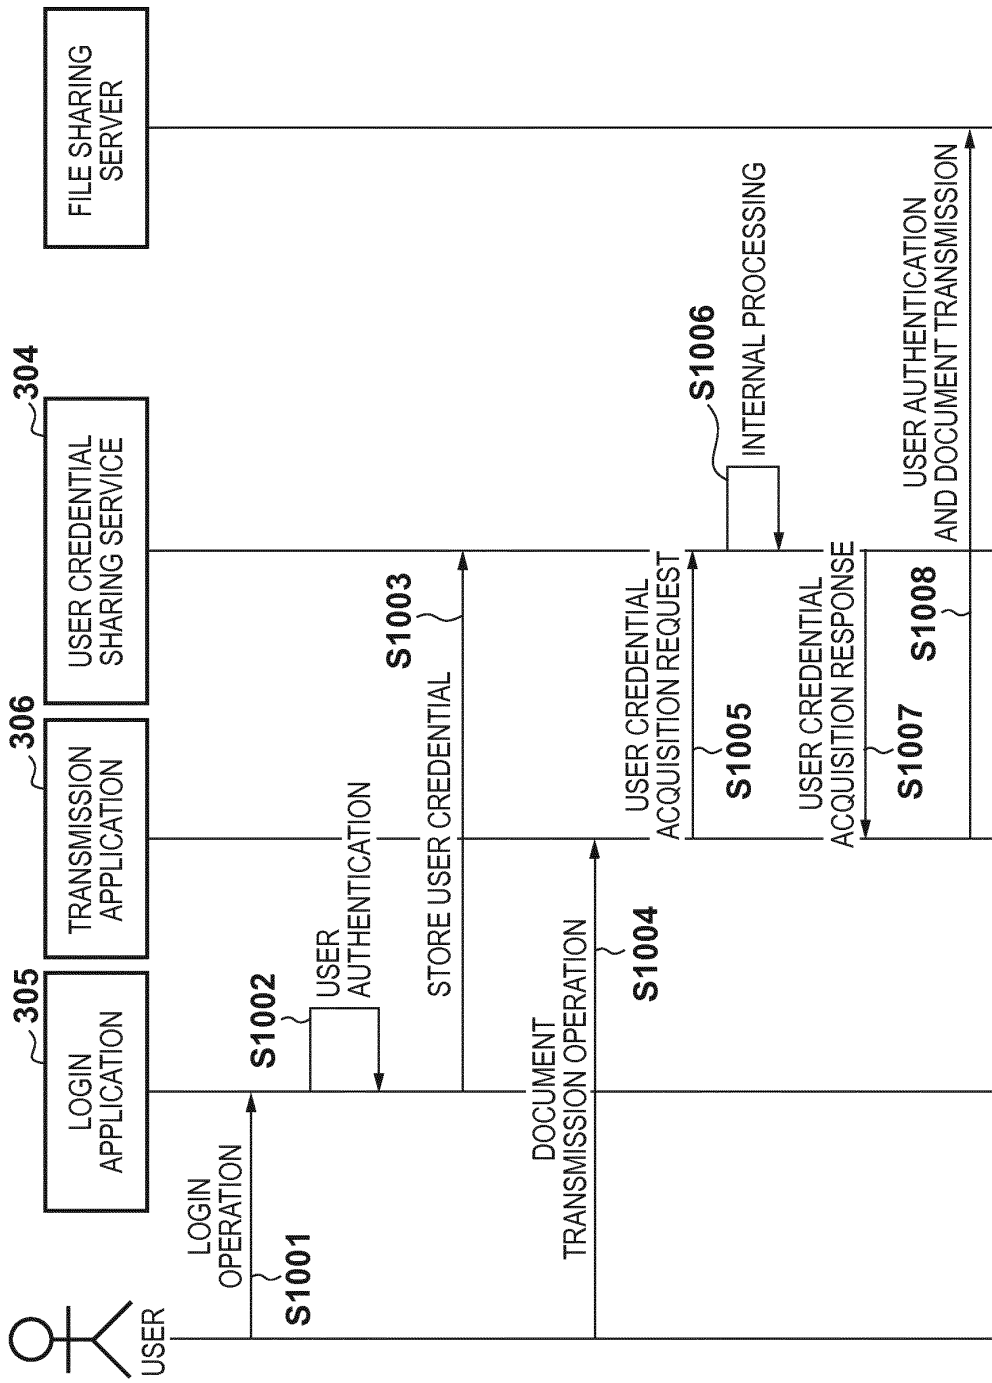 USER
305
LOGIN
APPLICATION
306
TRANSMISSION
APPLICATION
304
USER CREDENTIAL
SHARING SERVICE
FILE SHARING
SERVER
LOGIN
OPERATION
S1001
S1002
USER
AUTHENTICATION
STORE USER CREDENTIAL
S1003
DOCUMENT
TRANSMISSION OPERATION
S1004
USER CREDENTIAL
ACQUISITION REQUEST
S1005
S1006
INTERNAL PROCESSING
USER CREDENTIAL
ACQUISITION RESPONSE
S1007
USER AUTHENTICATION
AND DOCUMENT TRANSMISSION
S1008